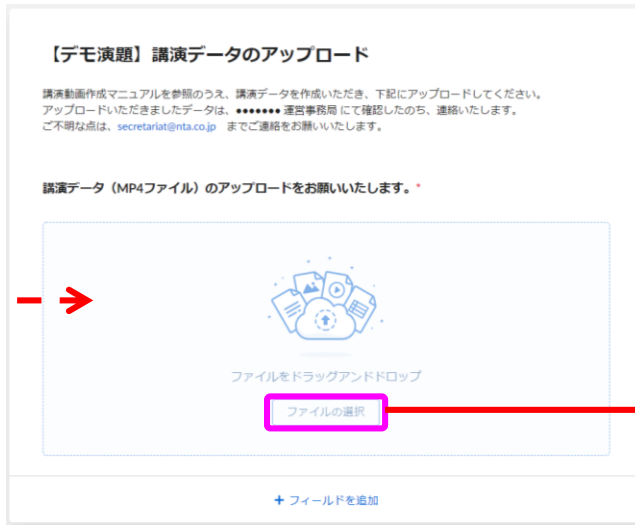 【デモ演題】講演データのアップロード
講演動画作成マニュアルを参照のうえ、講演データを作成いただき、下記にアップロードしてください。
アップロードいただきましたデータは、●●●●●●● 運営事務局 にて確認したのち、連絡いたします。
ご不明な点は、secretariat@nta.co.jp までご連絡をお願いいたします。
講演データ（MP4ファイル）のアップロードをお願いいたします。*
ファイルをドラッグアンドドロップ
ファイルの選択
+ フィールドを追加